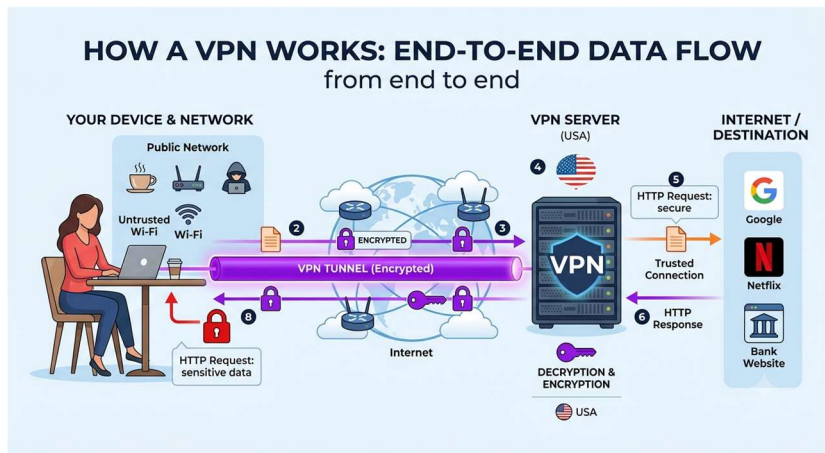 HOW A VPN WORKS: END-TO-END DATA FLOW
from end to end
YOUR DEVICE & NETWORK
Public Network
Untrusted
Wi-Fi
Wi-Fi
2
ENCRYPTED
3
VPN TUNNEL (Encrypted)
8
HTTP Request:
sensitive data
Internet
VPN SERVER
(USA)
4
VPN
DECRYPTION &
ENCRYPTION
USA
5
HTTP Request:
secure
Trusted
Connection
6
HTTP
Response
INTERNET /
DESTINATION
G
Google
N
Netflix
Bank
Website